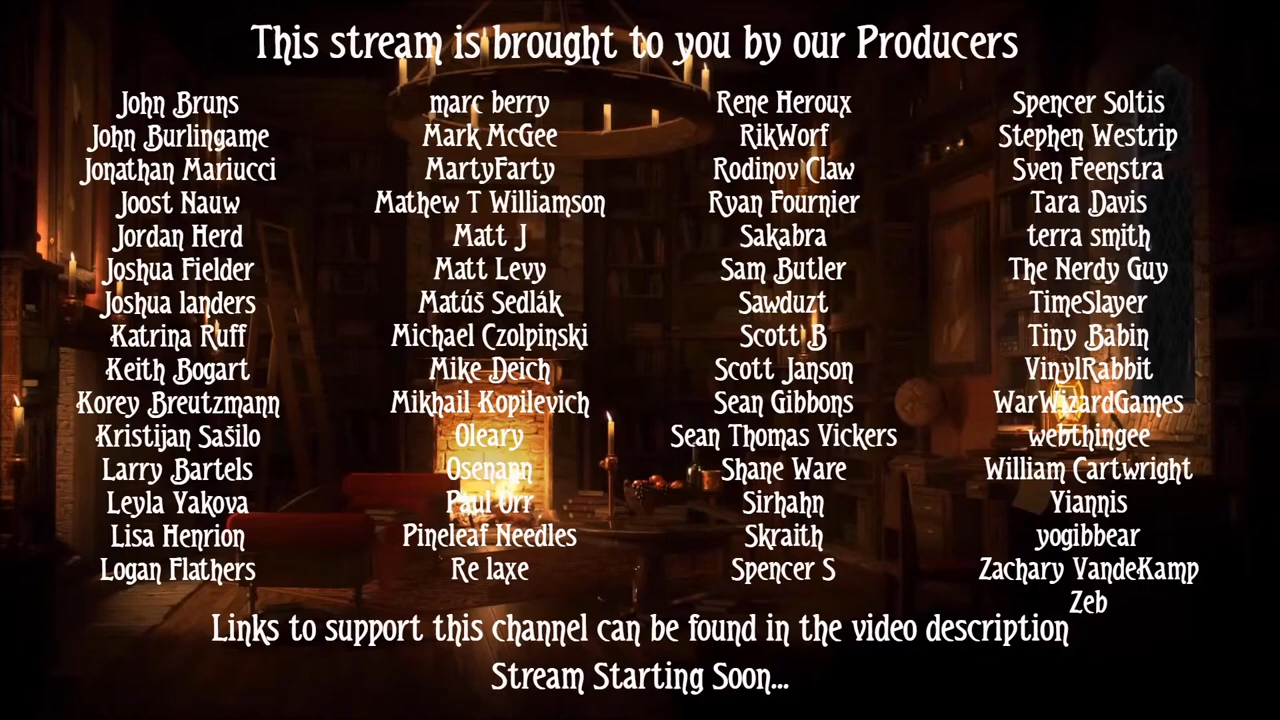 This stream is brought to you by our Producers
John Bruns
John Burlingame
Jonathan Mariucci
Joost Nauw
Jordan Herd
Joshua Fielder
Joshua landers
Katrina Ruff
Keith Bogart
Korey Breutzmann
Kristijan Sašilo
Larry Bartels
Leyla Yakova
Lisa Henrion
Logan Flathers
marc berry
Mark McGee
MartyFarty
Mathew T Williamson
Matt J
Matt Levy
Matúš Sedlák
Michael Czolpinski
Mike Deich
Mikhail Kopilevich
Oleary
Osenann
Paul Orr
Pineleaf Needles
Re laxe
Rene Heroux
RikWorf
Rodinov Claw
Ryan Fournier
Sakabra
Sam Butler
Sawduzt
Scott B
Scott Janson
Sean Gibbons
Sean Thomas Vickers
Shane Ware
Sirhahn
Skraith
Spencer S
Spencer Soltis
Stephen Westrip
Sven Feenstra
Tara Davis
terra smith
The Nerdy Guy
TimeSlayer
Tiny Babin
VinylRabbit
WarWizardGames
webthingee
William Cartwright
Yiannis
yogibbear
Zachary VandeKamp
Zeb
Links to support this channel can be found in the video description
Stream Starting Soon...